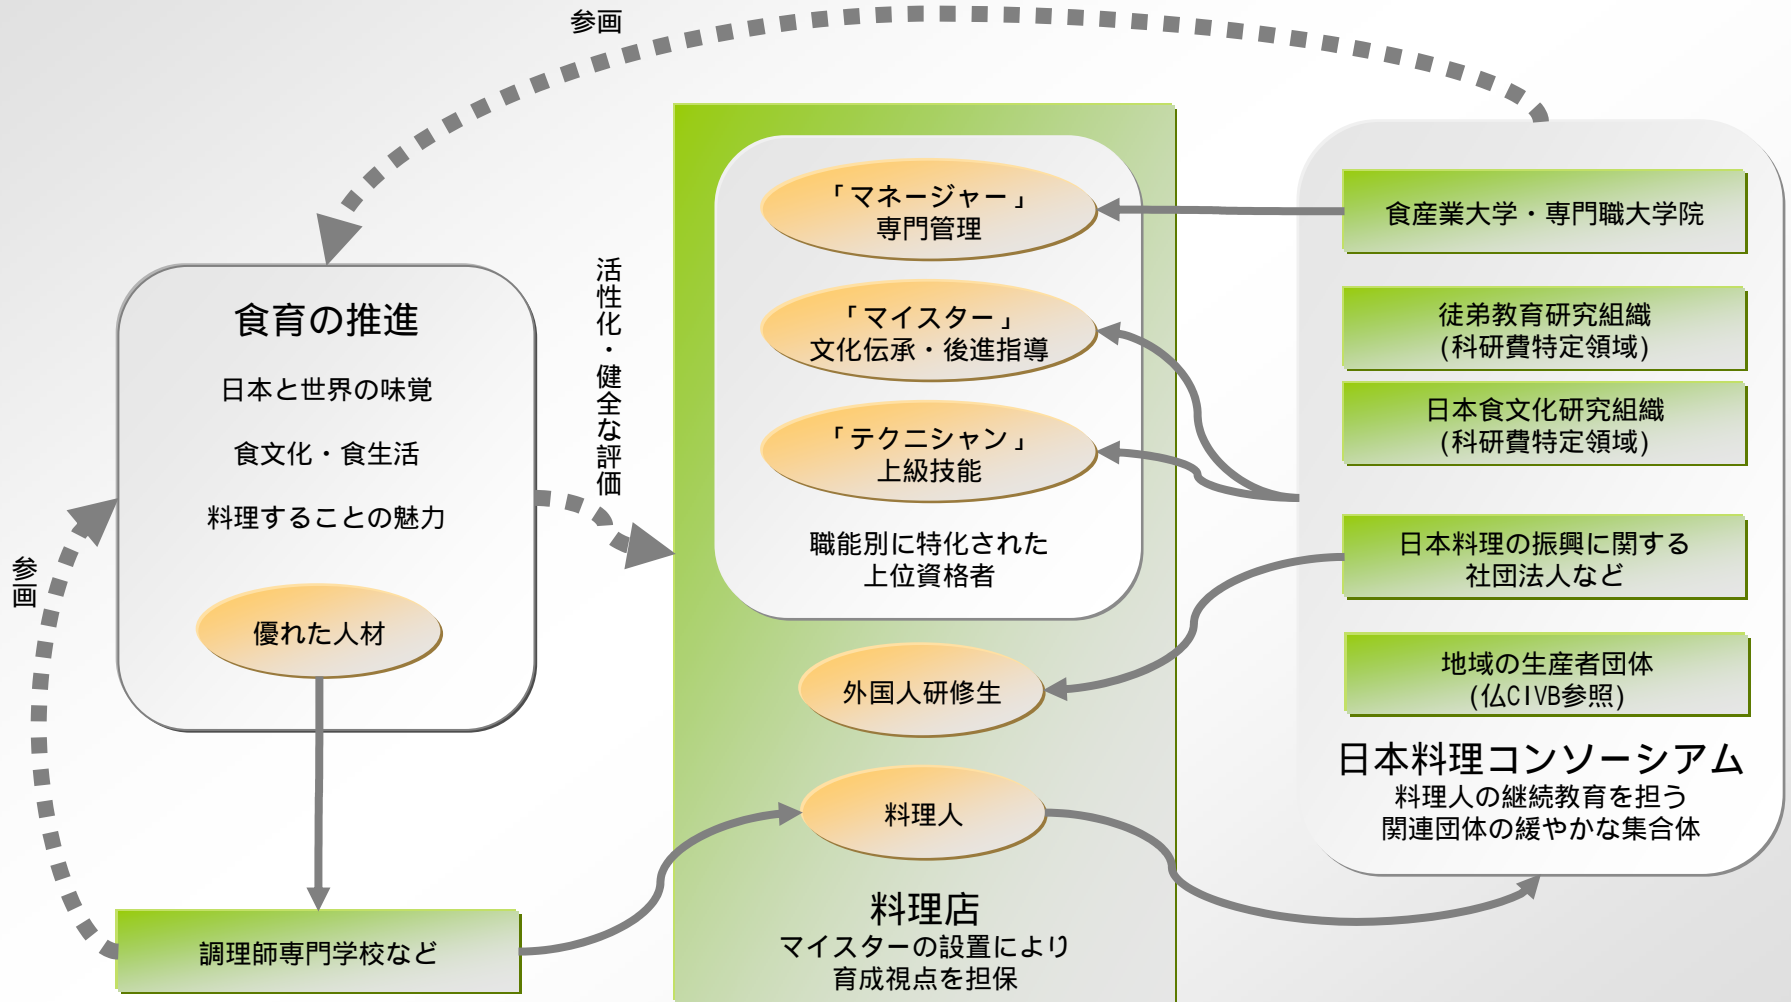 参画
食育の推進
日本と世界の味覚
食文化・食生活
料理することの魅力
優れた人材
参画
調理師専門学校など
活性化・健全な評価
「マネージャー」
専門管理
「マイスター」
文化伝承・後進指導
「テクニシャン」
上級技能
職能別に特化された
上位資格者
外国人研修生
料理人
料理店
マイスターの設置により
育成視点を担保
食産業大学・専門職大学院
徒弟教育研究組織
(科研費特定領域)
日本食文化研究組織
(科研費特定領域)
日本料理の振興に関する
社団法人など
地域の生産者団体
(仏CIVB参照)
日本料理コンソーシアム
料理人の継続教育を担う
関連団体の緩やかな集合体